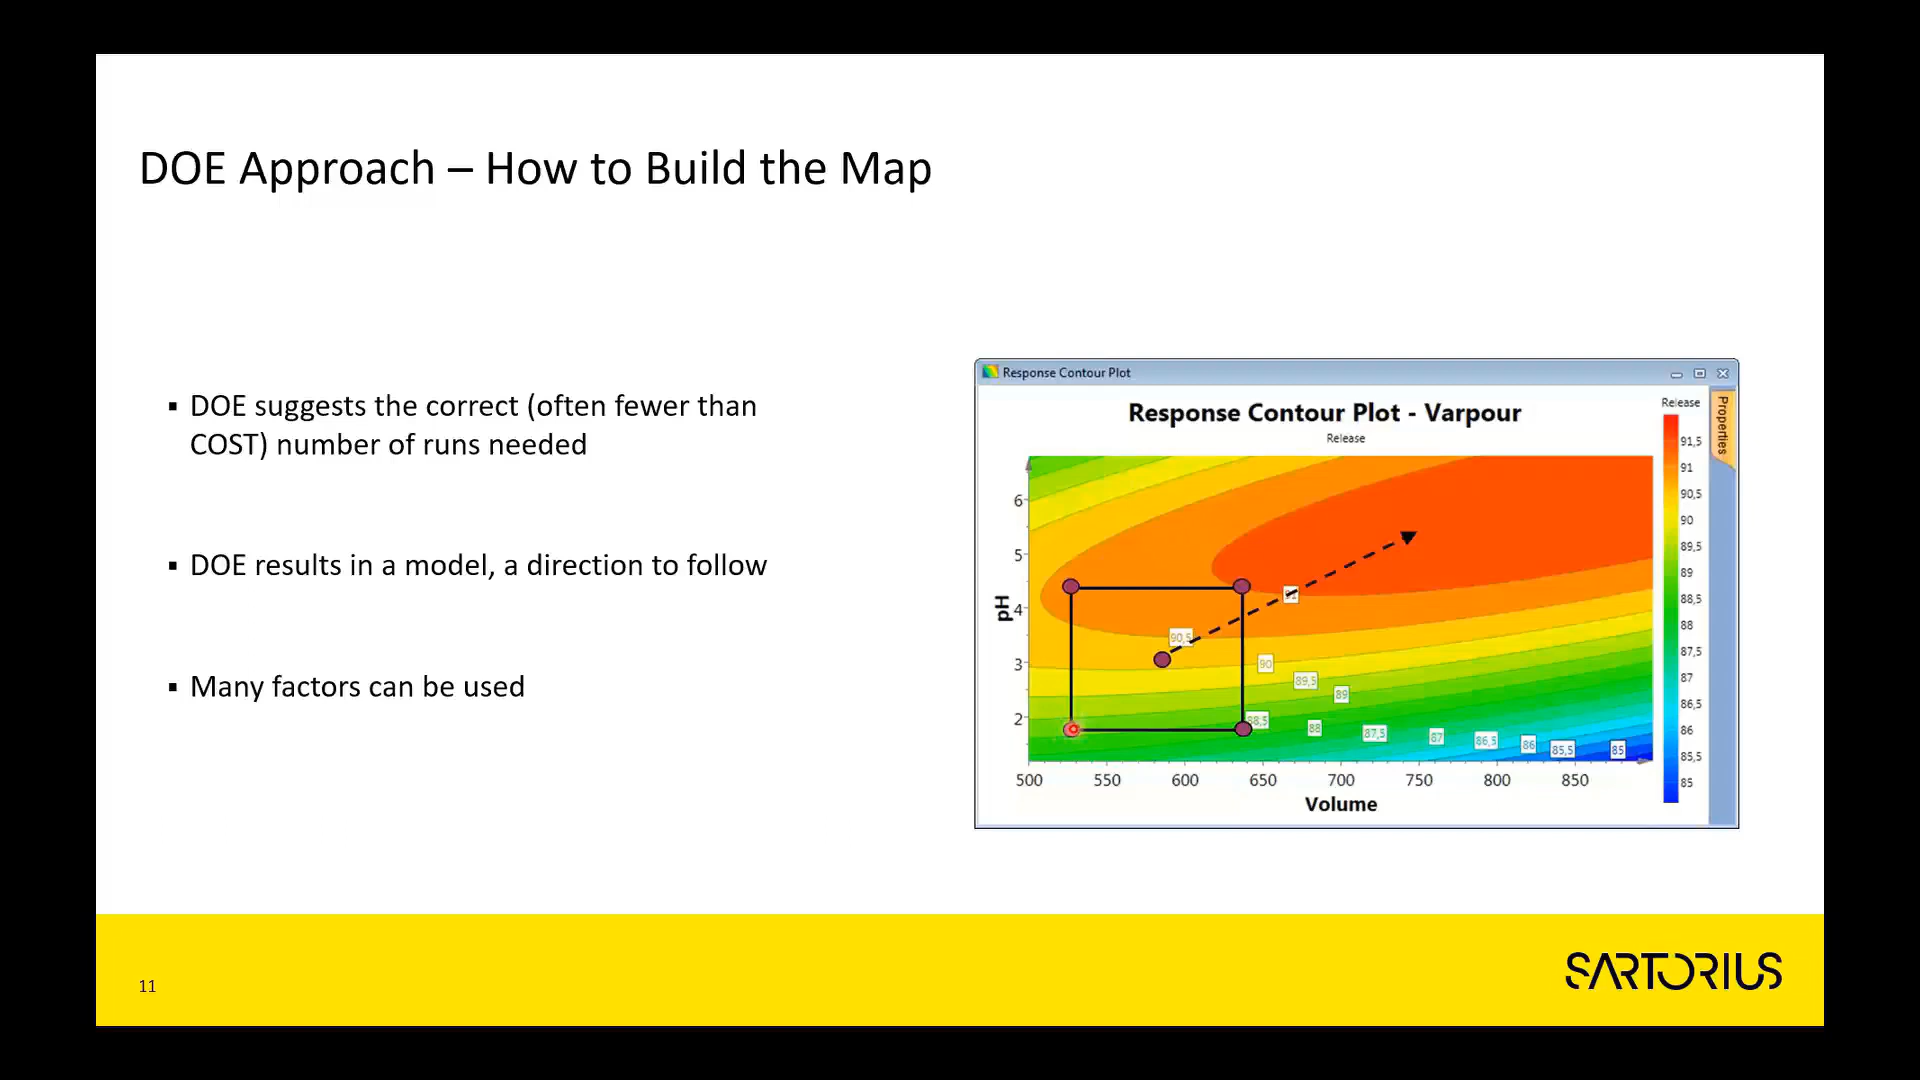 DOE Approach – How to Build the Map
▪ DOE suggests the correct (often fewer than
COST) number of runs needed
▪ DOE results in a model, a direction to follow
▪ Many factors can be used
Response Contour Plot
Response Contour Plot - Varpour
Release
Release
Properties
91,5
91
90,5
90
89,5
89
88,5
88
87,5
87
86,5
86
85,5
85
pH
6
5
4
3
2
91
90,5
90
89,5
89
88,5
88
87,5
87
86,5
86
85,5
85
500 550 600 650 700 750 800 850
Volume
11
SARTORIUS